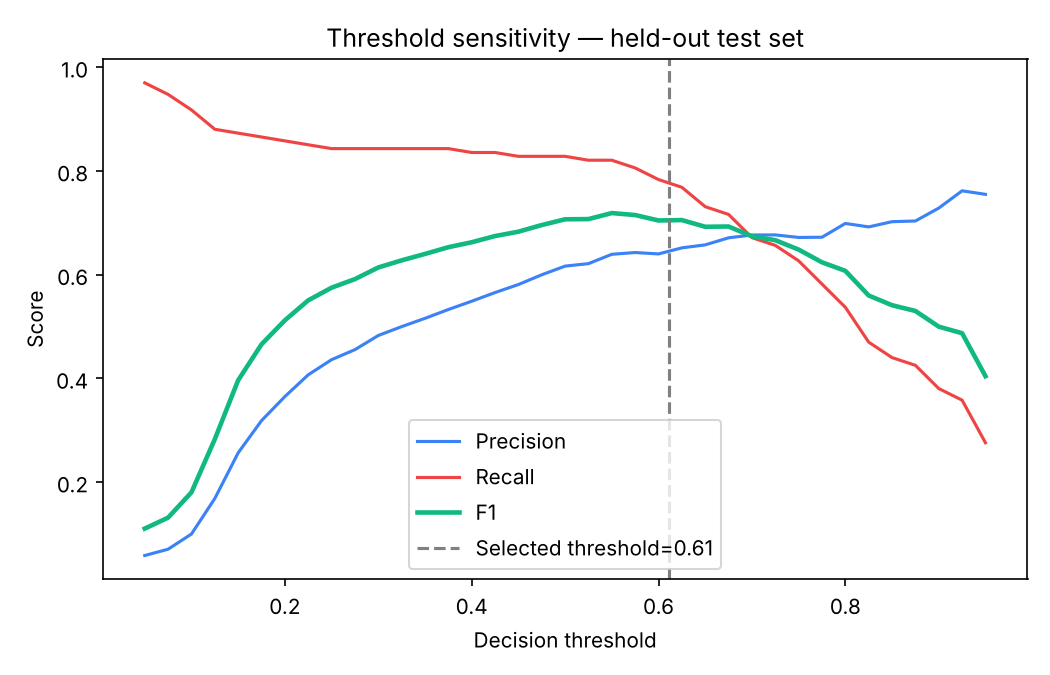 Threshold sensitivity — held-out test set
Score
1.0
0.8
0.6
0.4
0.2
Precision
Recall
F1
Selected threshold=0.61
0.2
0.4
0.6
0.8
Decision threshold